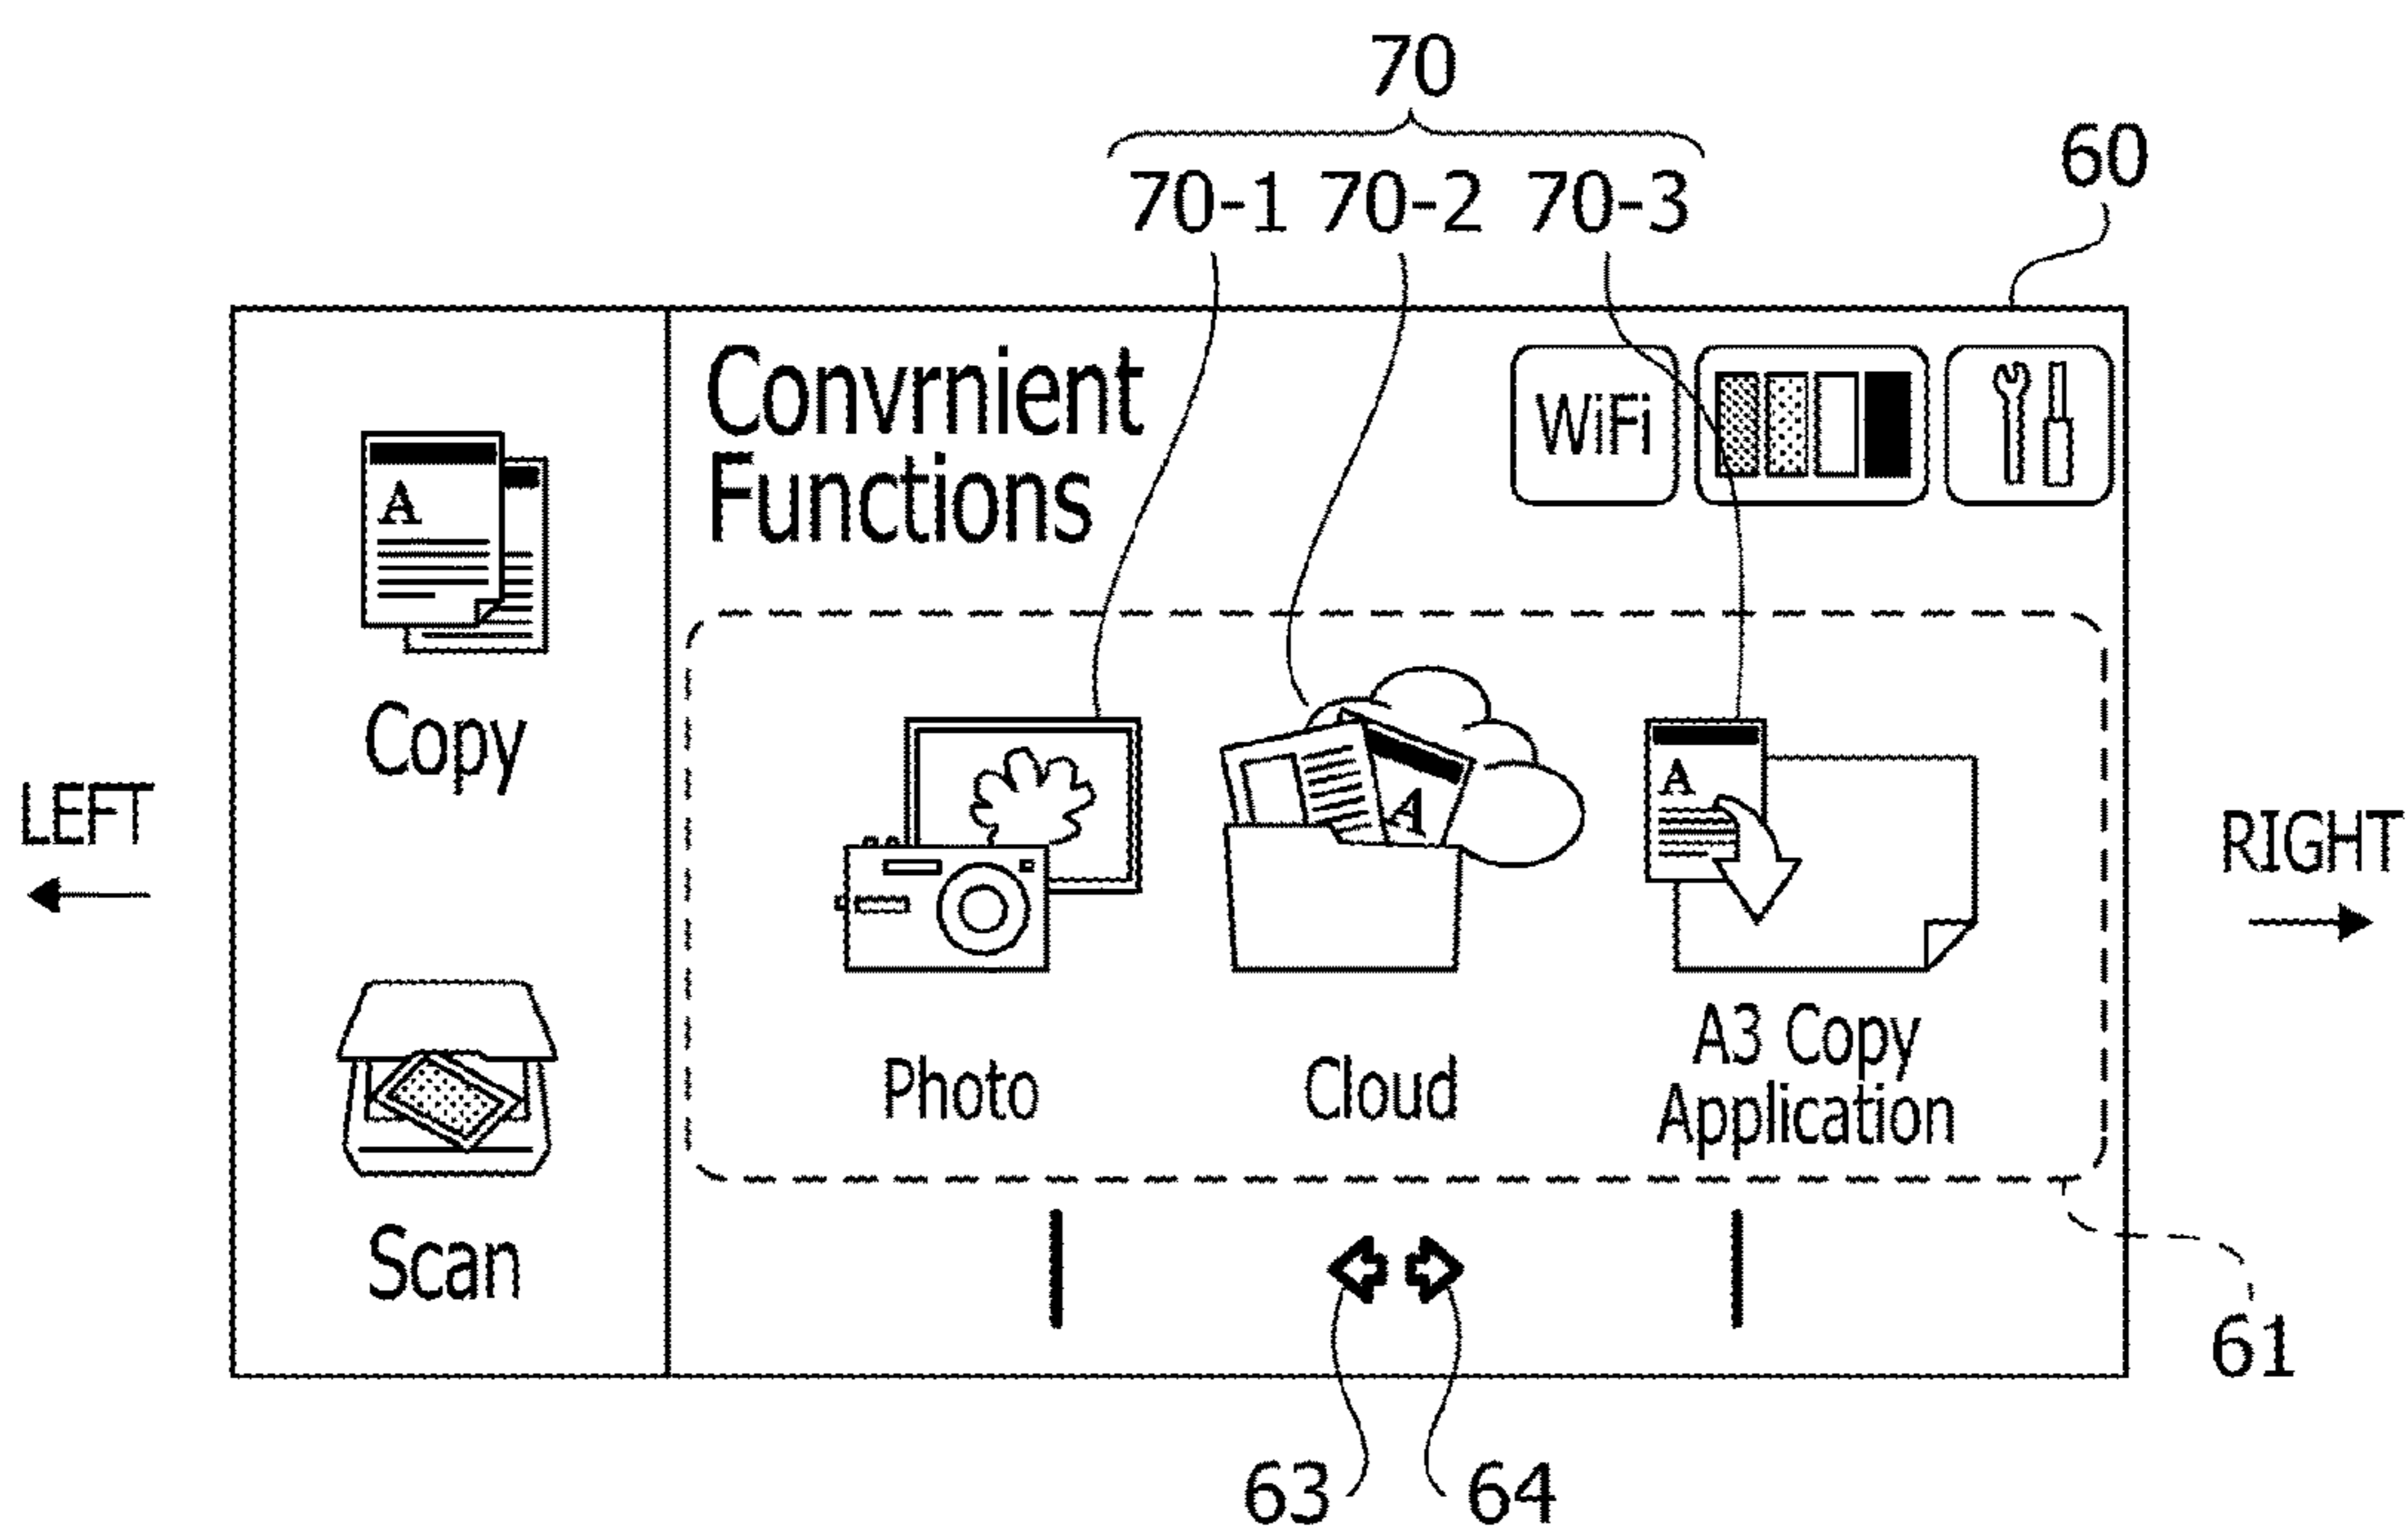 70
70-1 70-2 70-3
60
Convrnient
Functions
WiFi
A
Copy
LEFT
A
A
RIGHT
Photo
Cloud
A3 Copy
Application
Scan
61
63
64